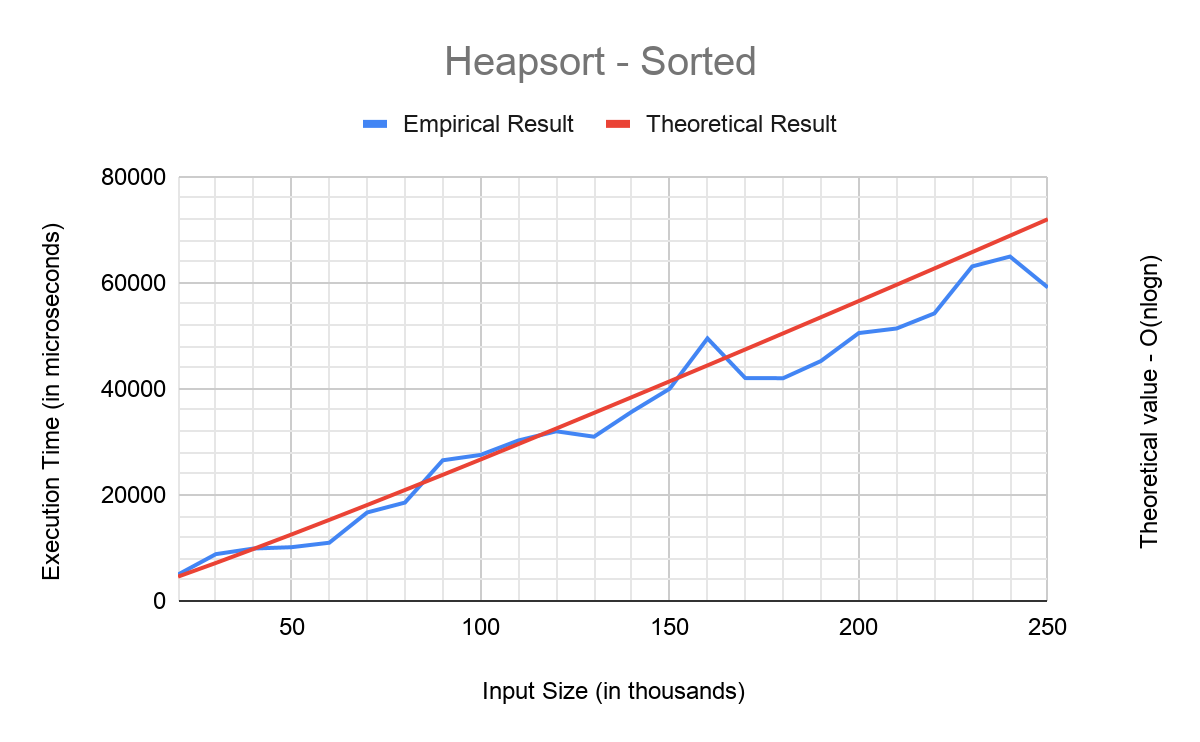 Heapsort - Sorted
Empirical Result
Theoretical Result
80000
60000
40000
20000
0
Execution Time (in microseconds)
Theoretical value - O(nlogn)
50
100
150
200
250
Input Size (in thousands)